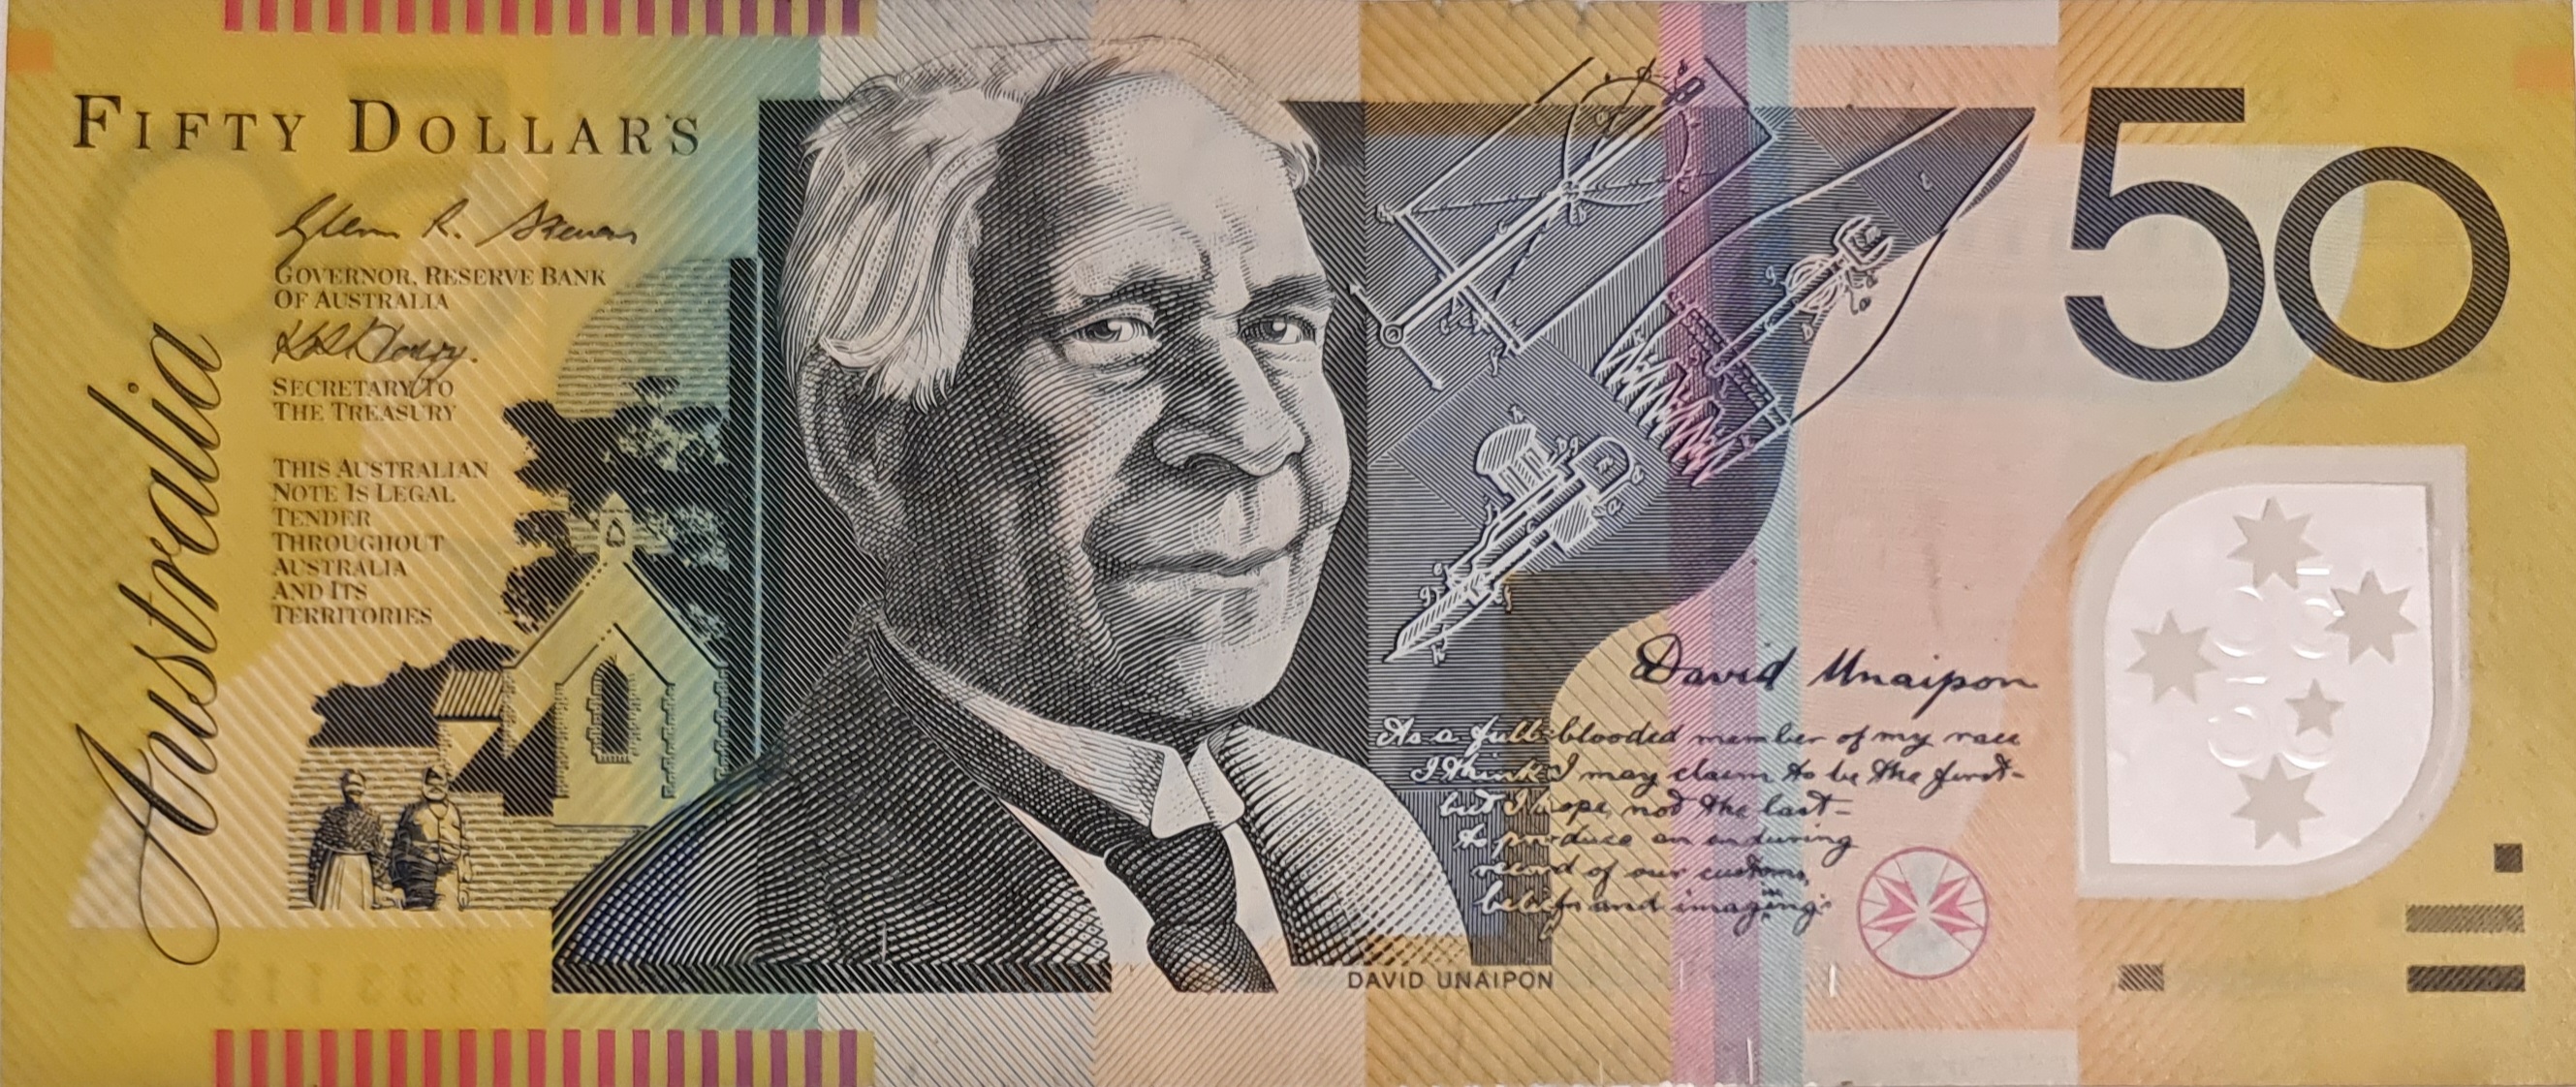 FIFTY DOLLARS
Glenn R. Stevens
GOVERNOR, RESERVE BANK
OF AUSTRALIA
SECRETARY TO
THE TREASURY
THIS AUSTRALIAN
NOTE IS LEGAL
TENDER
THROUGHOUT
AUSTRALIA
AND ITS
TERRITORIES
Australia
50
David Unaipon
As a full-blooded member of my race
I think I may claim to be the first–
but I hope, not the last–
to produce an enduring
record of our customs,
beliefs and imaging.
DAVID UNAIPON